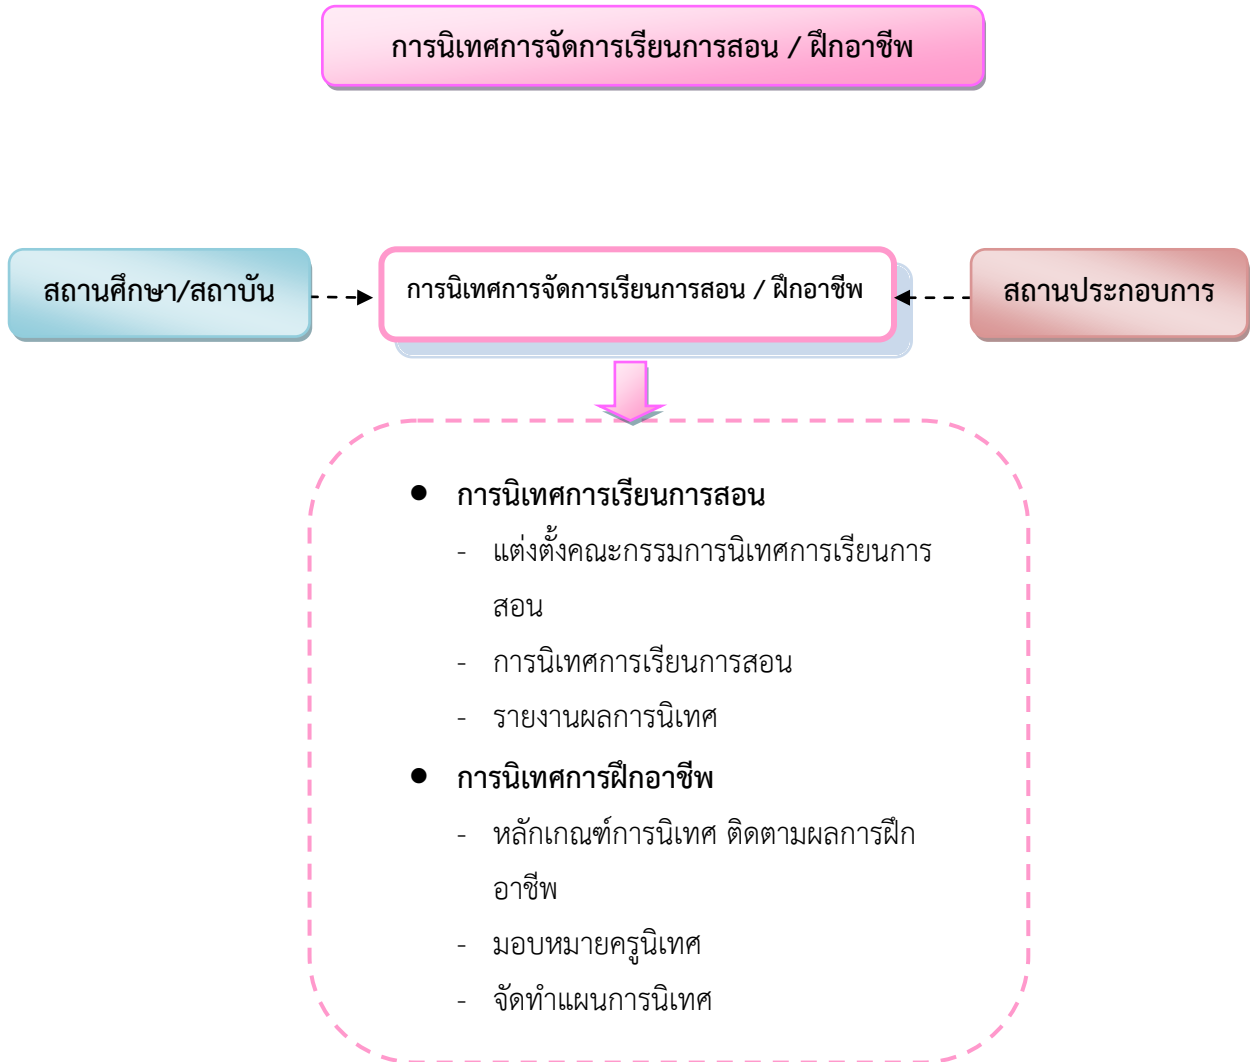 การนิเทศการจัดการเรียนการสอน / ฝึกอาชีพ
สถานศึกษา/สถาบัน
การนิเทศการจัดการเรียนการสอน / ฝึกอาชีพ
สถานประกอบการ
● การนิเทศการเรียนการสอน
- แต่งตั้งคณะกรรมการนิเทศการเรียนการ
สอน
- การนิเทศการเรียนการสอน
- รายงานผลการนิเทศ
● การนิเทศการฝึกอาชีพ
- หลักเกณฑ์การนิเทศ ติดตามผลการฝึก
อาชีพ
- มอบหมายครูนิเทศ
- จัดทำแผนการนิเทศ